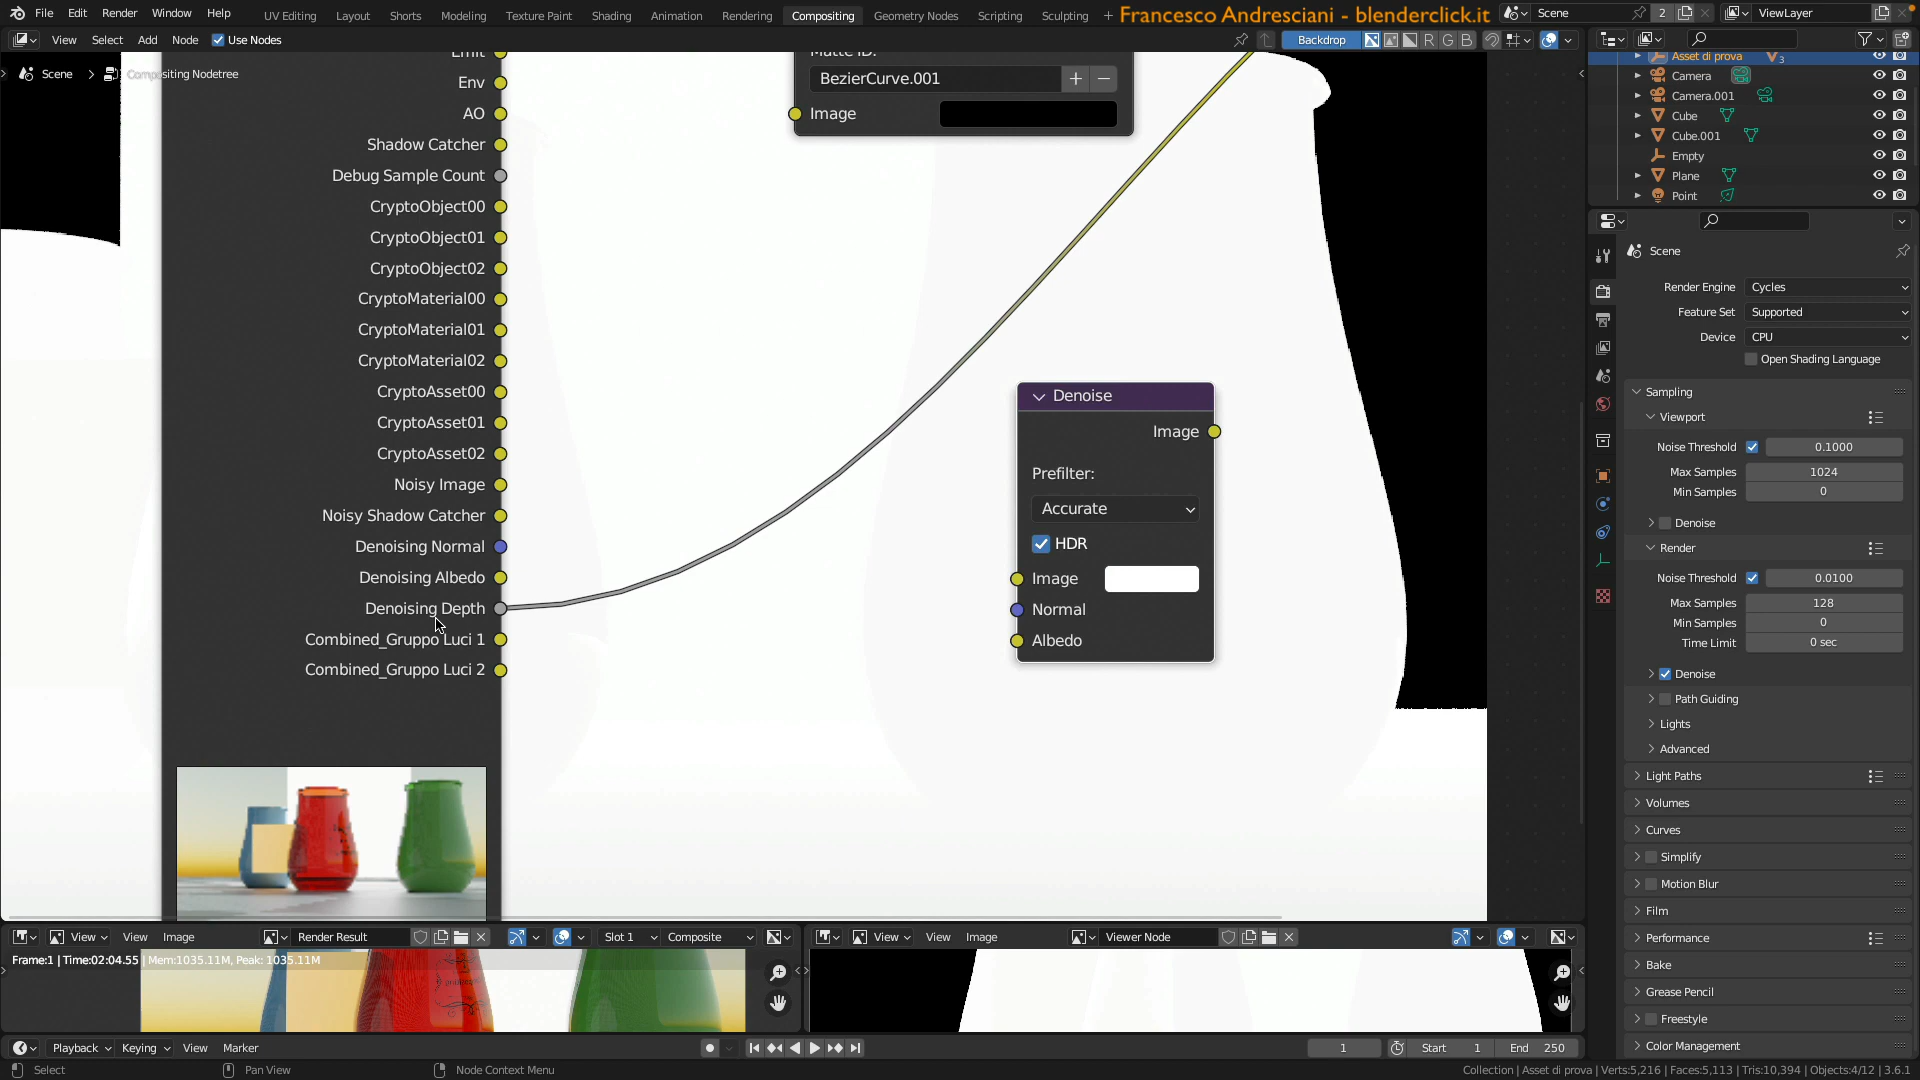 File Edit Render Window Help UV Editing Layout Shorts Modeling Texture Paint Shading Animation Rendering Compositing Geometry Nodes Scripting Sculpting + Francesco Andresciani - blenderclick.it Scene 2 ViewLayer
View Select Add Node Use Nodes Backdrop R G B
Scene > Compositing Nodetree
Emit
Env
AO
Shadow Catcher
Debug Sample Count
CryptoObject00
CryptoObject01
CryptoObject02
CryptoMaterial00
CryptoMaterial01
CryptoMaterial02
CryptoAsset00
CryptoAsset01
CryptoAsset02
Noisy Image
Noisy Shadow Catcher
Denoising Normal
Denoising Albedo
Denoising Depth
Combined_Gruppo Luci 1
Combined_Gruppo Luci 2
Matte ID:
BezierCurve.001
Image
Denoise
Image
Prefilter:
Accurate
HDR
Image
Normal
Albedo
Asset di prova 3
Camera
Camera.001
Cube
Cube.001
Empty
Plane
Point
Scene
Render Engine Cycles
Feature Set Supported
Device CPU
Open Shading Language
Sampling
Viewport
Noise Threshold 0.1000
Max Samples 1024
Min Samples 0
Denoise
Render
Noise Threshold 0.0100
Max Samples 128
Min Samples 0
Time Limit 0 sec
Denoise
Path Guiding
Lights
Advanced
Light Paths
Volumes
Curves
Simplify
Motion Blur
Film
Performance
Bake
Grease Pencil
Freestyle
Color Management
View View Image Render Result Slot 1 Composite
Frame:1 | Time:02:04.55 | Mem:1035.11M, Peak: 1035.11M
View View Image Viewer Node
Playback Keying View Marker 1 Start 1 End 250
Select Pan View Node Context Menu Collection | Asset di prova | Verts:5,216 | Faces:5,113 | Tris:10,394 | Objects:4/12 | 3.6.1